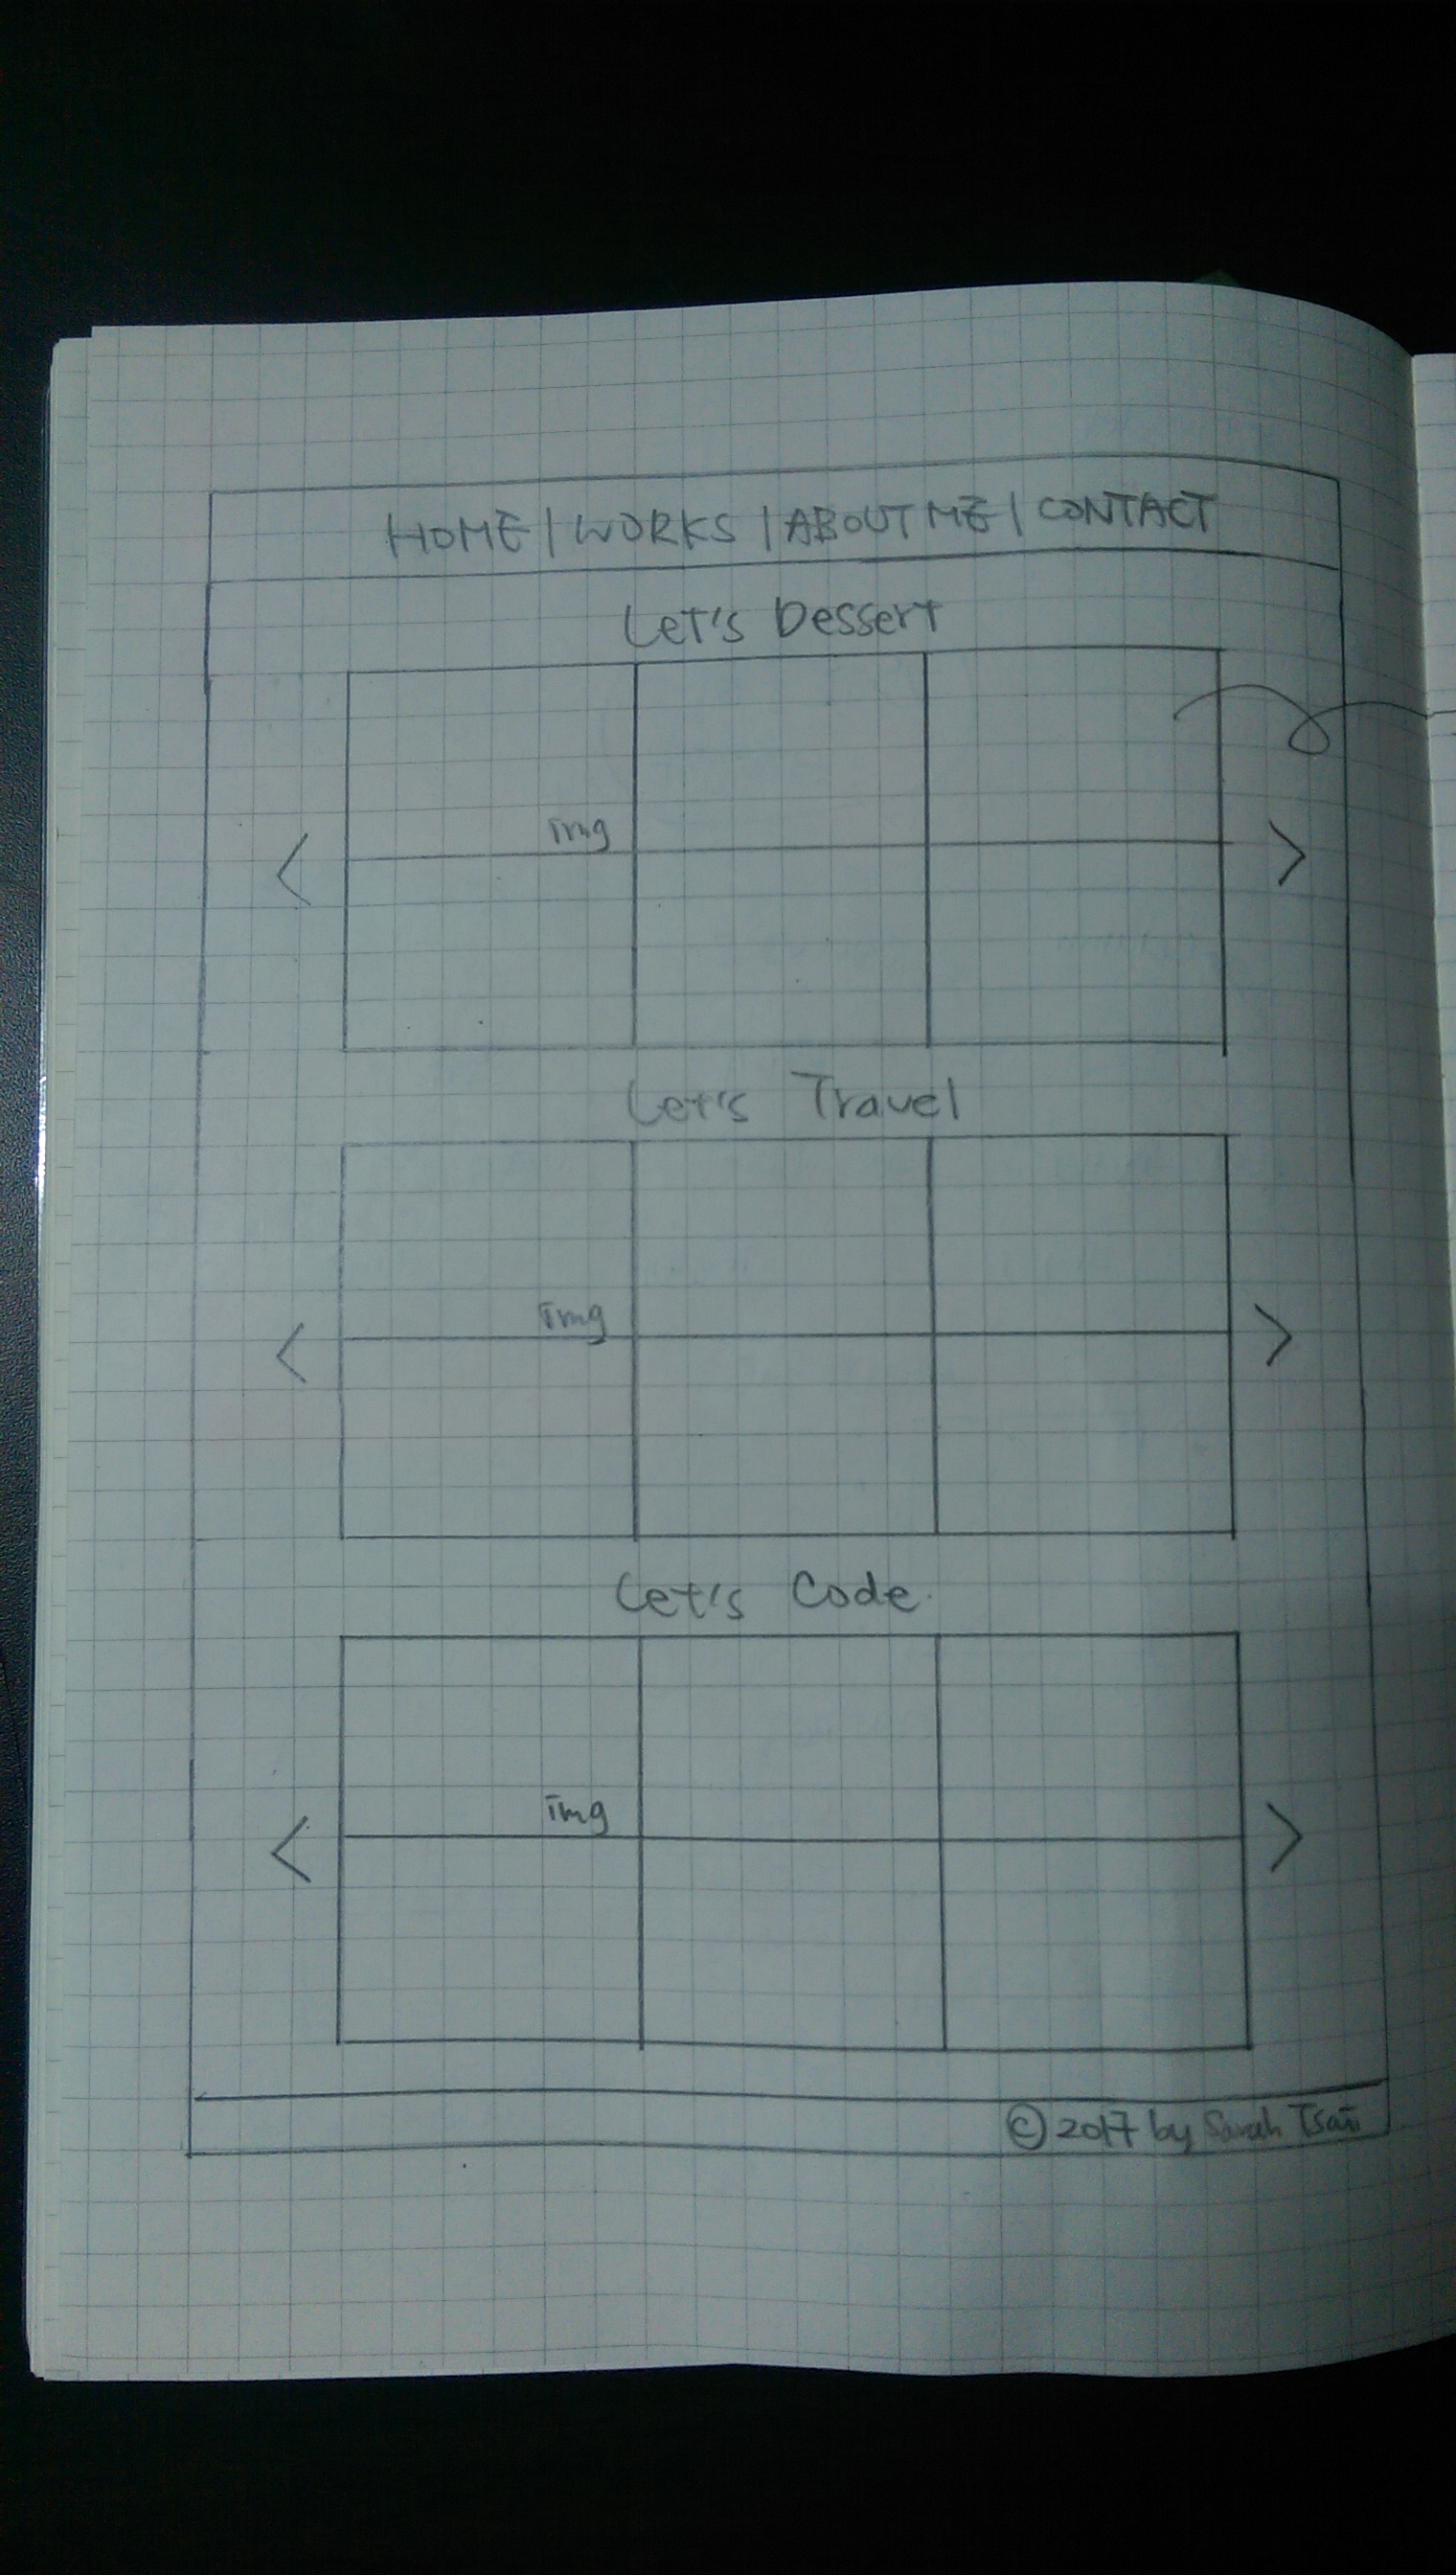 HOME | WORKS | ABOUT ME | CONTACT
Let's Dessert
img
<
>
Let's Travel
img
<
>
Let's Code
img
<
>
© 2017 by Sarah Tsai